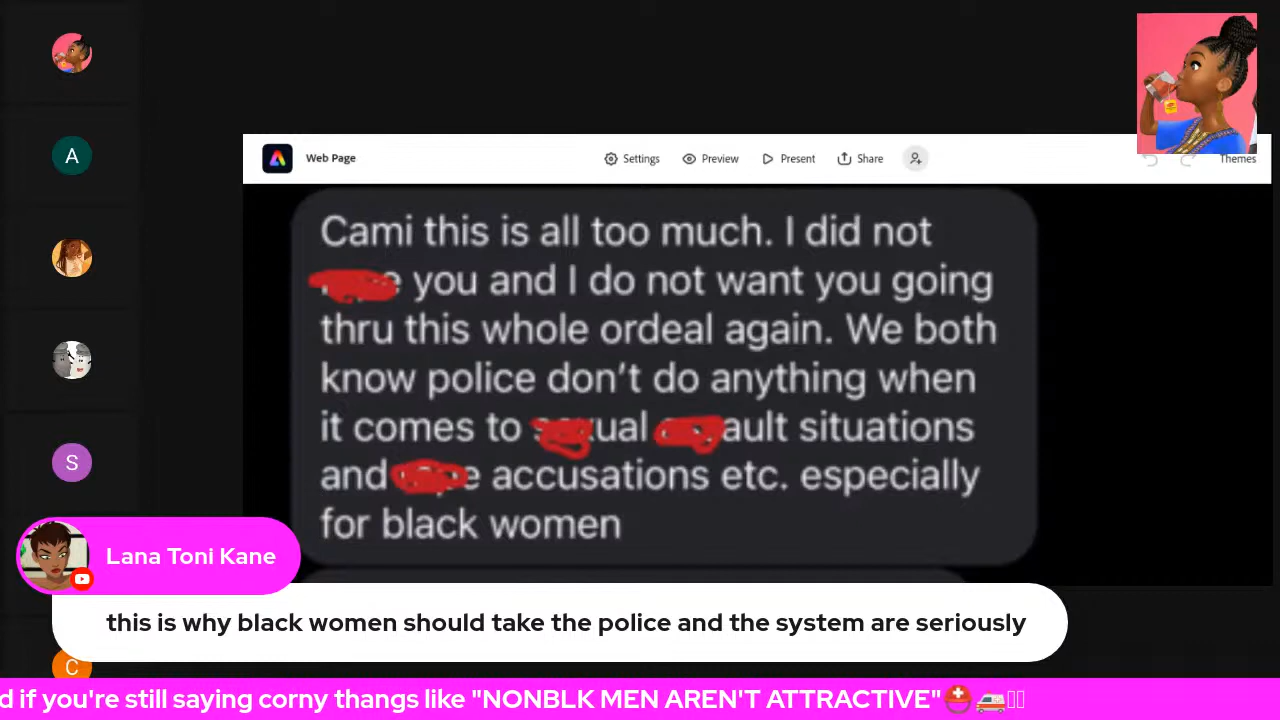 A
Web Page
Settings
Preview
Present
Share
Themes
Cami this is all too much. I did not
you and I do not want you going
thru this whole ordeal again. We both
know police don't do anything when
it comes to ual ault situations
and accusations etc. especially
for black women
S
Lana Toni Kane
this is why black women should take the police and the system are seriously
C
d if you're still saying corny thangs like "NONBLK MEN AREN'T ATTRACTIVE"⛑🚑